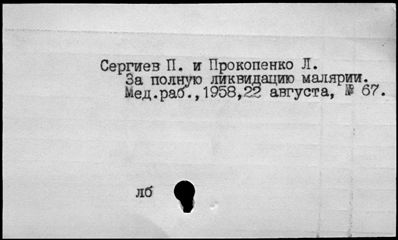 Сергиев П. и Прокопенко Л.
За полную ликвидацию малярии.
Мед.раб.,1958,22 августа, № 67.
лб